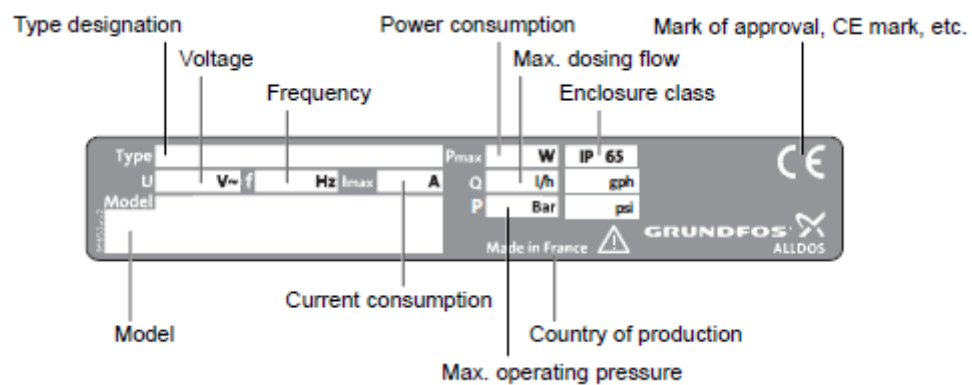 Type designation
Power consumption
Mark of approval, CE mark, etc.
Voltage
Max. dosing flow
Frequency
Enclosure class
Type Pmax W IP 65 CE
U V~ f Hz Imax A Q l/h gph
Model P Bar psi
GRUNDFOS
Made in France ALLDOS
Current consumption
Model
Country of production
Max. operating pressure